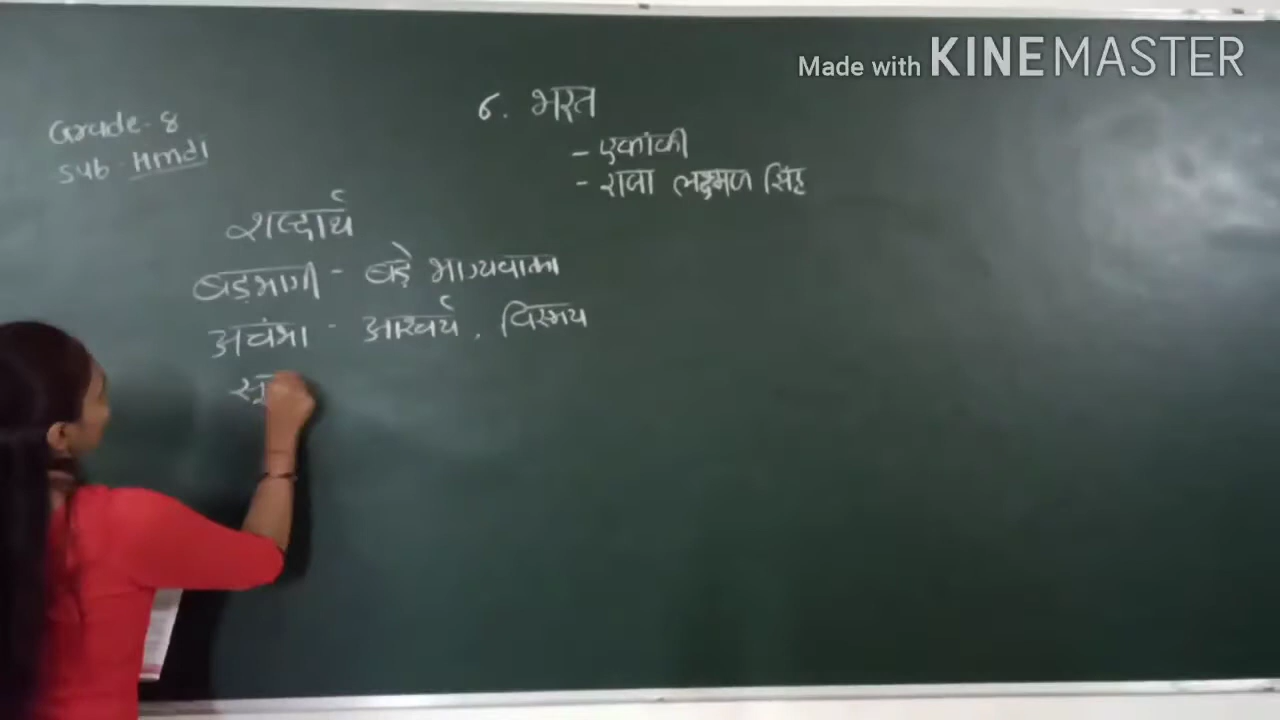 Made with KINEMASTER
Grade-8
Sub-Hindi
८. भरत
- एकांकी
- राजा लक्ष्मण सिंह
शब्दार्थ
बड़भागी - बड़े भाग्यवाला
अचंभा - आश्चर्य, विस्मय
सू